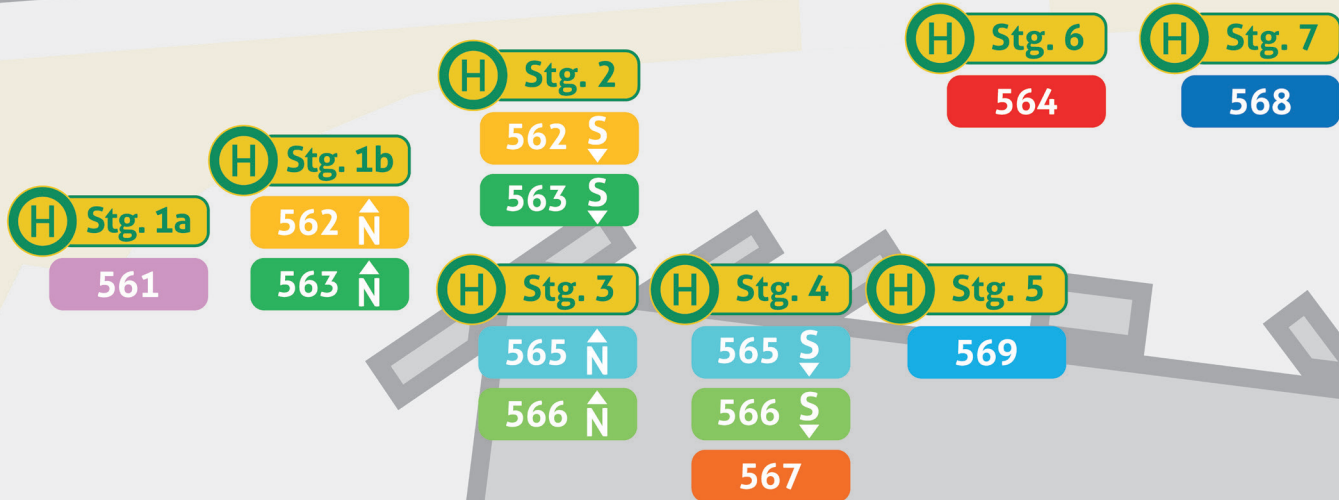 H Stg. 1a
561
H Stg. 1b
562 N
563 N
H Stg. 2
562 S
563 S
H Stg. 3
565 N
566 N
H Stg. 4
565 S
566 S
567
H Stg. 5
569
H Stg. 6
564
H Stg. 7
568